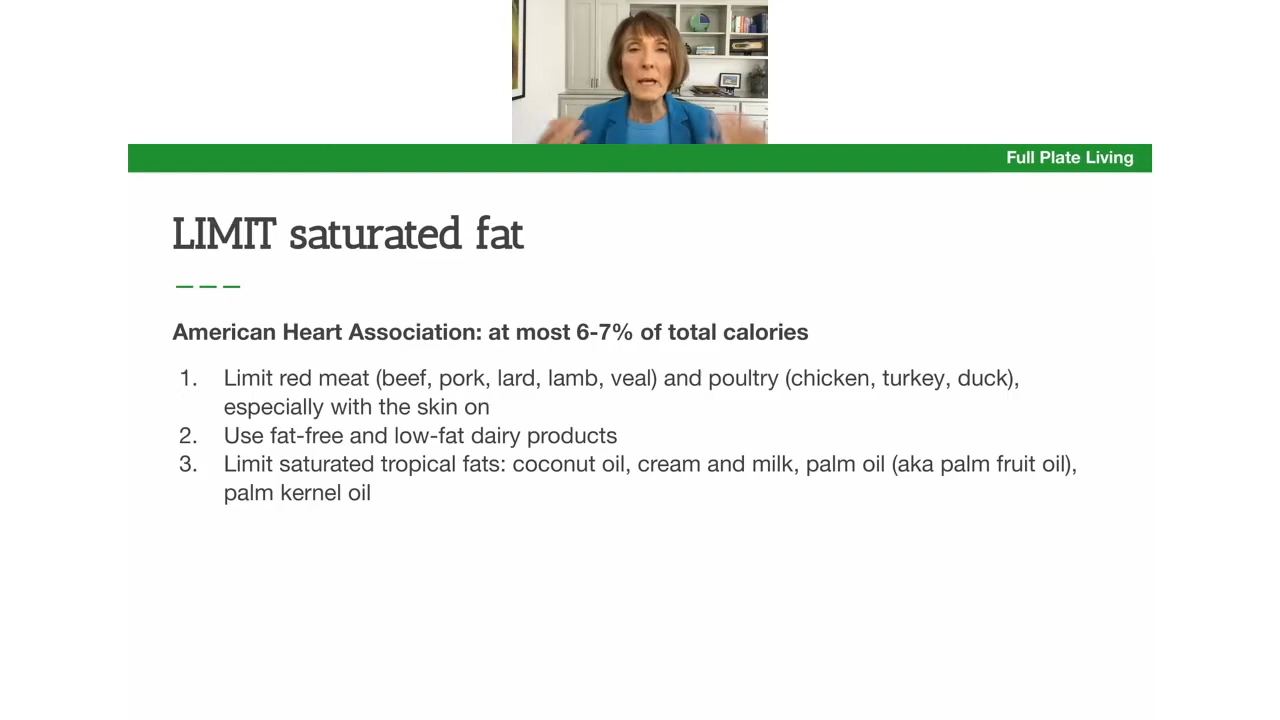 Full Plate Living
LIMIT saturated fat
American Heart Association: at most 6-7% of total calories
1. Limit red meat (beef, pork, lard, lamb, veal) and poultry (chicken, turkey, duck),
especially with the skin on
2. Use fat-free and low-fat dairy products
3. Limit saturated tropical fats: coconut oil, cream and milk, palm oil (aka palm fruit oil),
palm kernel oil